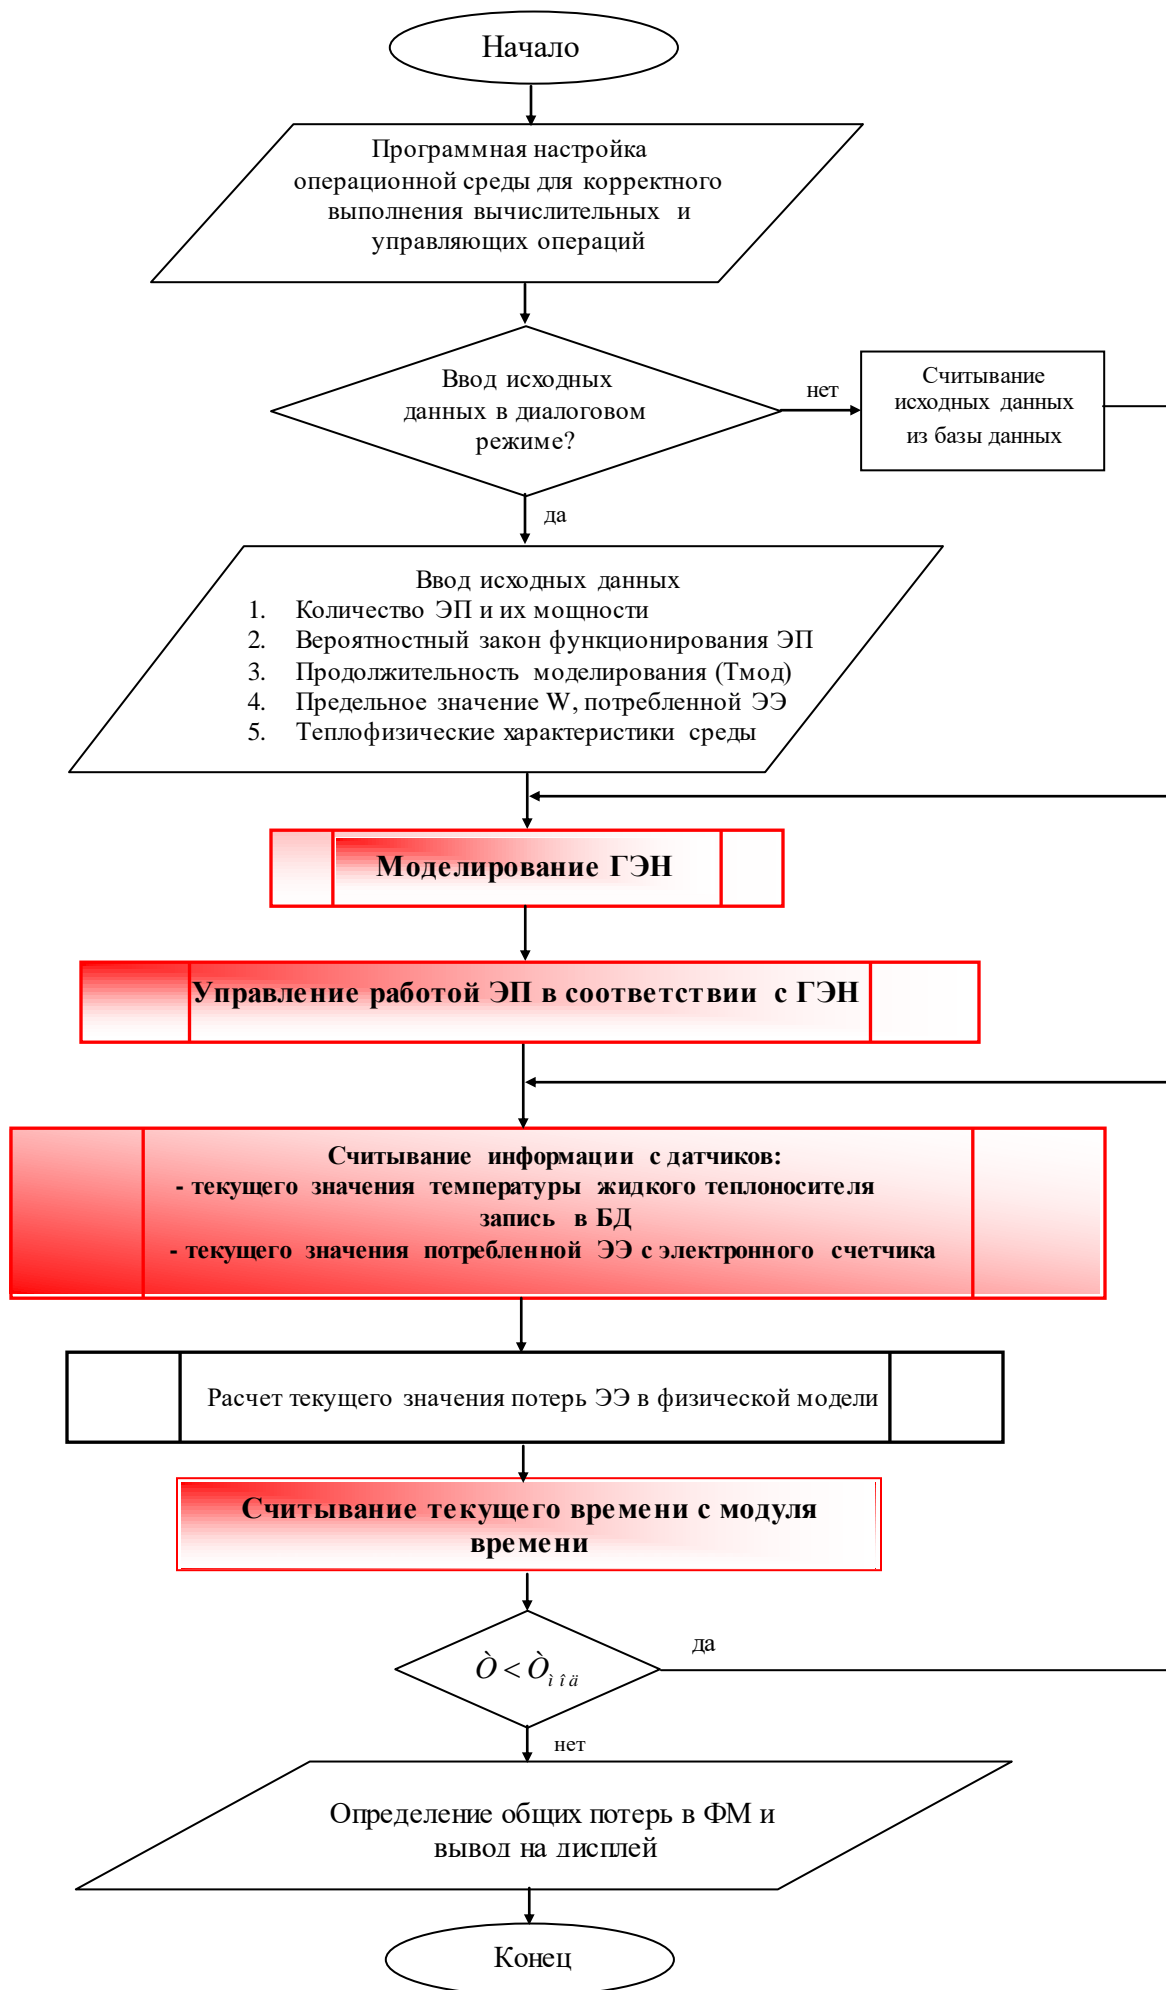 Начало
Программная настройка
операционной среды для корректного
выполнения вычислительных и
управляющих операций
Ввод исходных
данных в диалоговом
режиме?
нет
Считывание
исходных данных
из базы данных
да
Ввод исходных данных
1. Количество ЭП и их мощности
2. Вероятностный закон функционирования ЭП
3. Продолжительность моделирования (Тмод)
4. Предельное значение W, потребленной ЭЭ
5. Теплофизические характеристики среды
Моделирование ГЭН
Управление работой ЭП в соответствии с ГЭН
Считывание информации с датчиков:
- текущего значения температуры жидкого теплоносителя
запись в БД
- текущего значения потребленной ЭЭ с электронного счетчика
Расчет текущего значения потерь ЭЭ в физической модели
Считывание текущего времени с модуля
времени
Ò < Ò ì î ä
да
нет
Определение общих потерь в ФМ и
вывод на дисплей
Конец